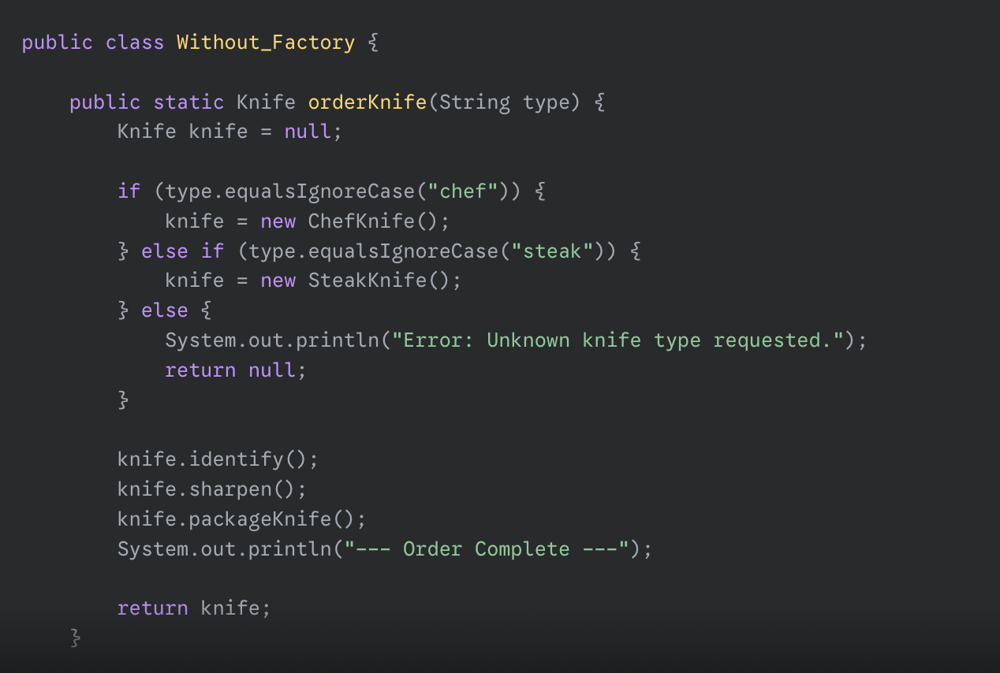 public class Without_Factory {
public static Knife orderKnife(String type) {
Knife knife = null;
if (type.equalsIgnoreCase("chef")) {
knife = new ChefKnife();
} else if (type.equalsIgnoreCase("steak")) {
knife = new SteakKnife();
} else {
System.out.println("Error: Unknown knife type requested.");
return null;
}
knife.identify();
knife.sharpen();
knife.packageKnife();
System.out.println("--- Order Complete ---");
return knife;
}